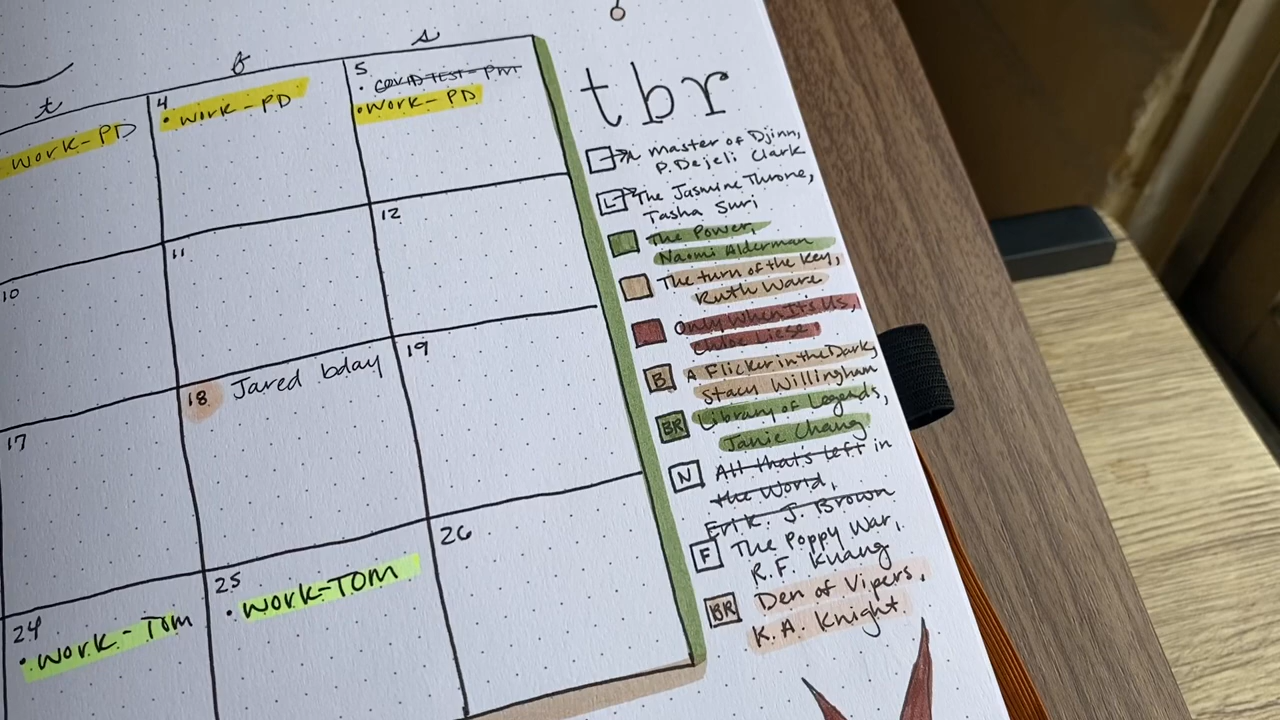 t
f
s
Work-PD
4
• Work-PD
5
• COVID TEST - PM
• Work-PD
10
11
12
17
18
Jared bday
19
24
• Work-Tom
25
• Work-TOM
26
tbr
A Master of Djinn,
P. Dejeli Clark
The Jasmine Throne,
Tasha Suri
The Power,
Naomi Alderman
The turn of the Key,
Ruth Ware
Only When It's Us,
Chloe Liese
B A Flicker in the Dark,
Stacy Willingham
BR Library of Legends,
Janie Chang
N All that's left in
the World,
Erik J. Brown
F The Poppy War,
R.F. Khang
BR Den of Vipers,
K.A. Knight